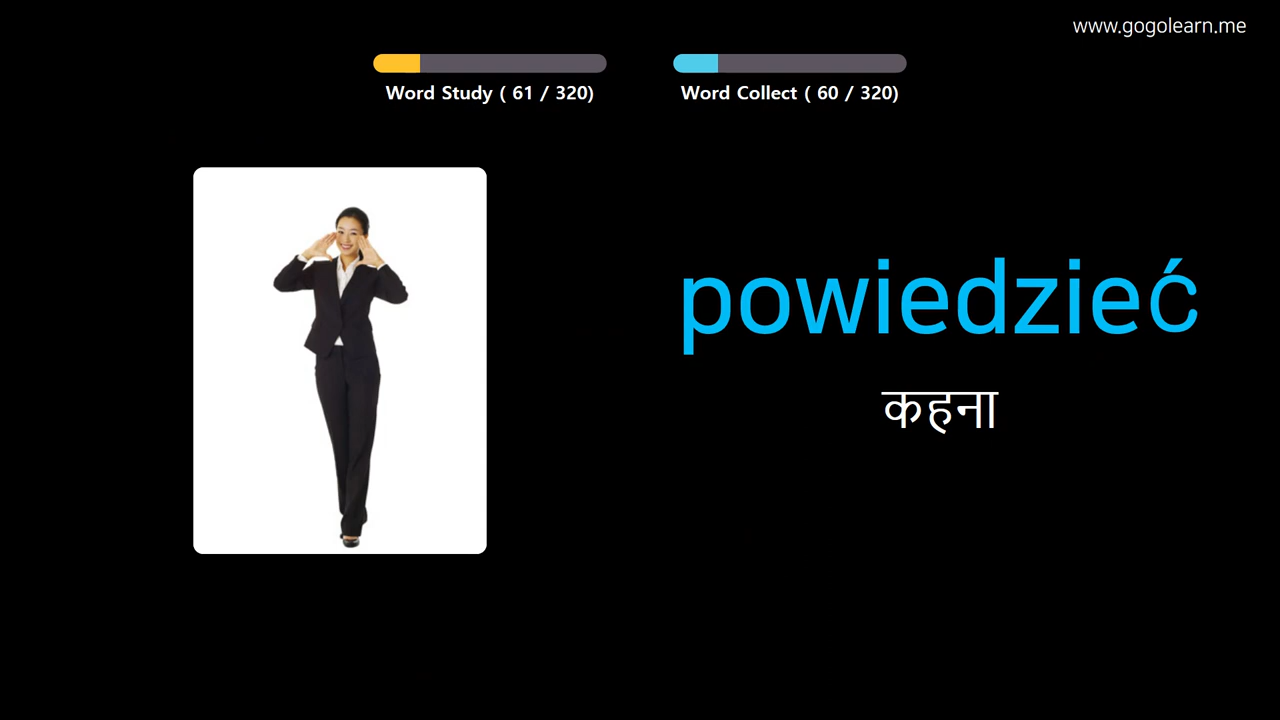 www.gogolearn.me
Word Study ( 61 / 320)
Word Collect ( 60 / 320)
powiedzieć
कहना